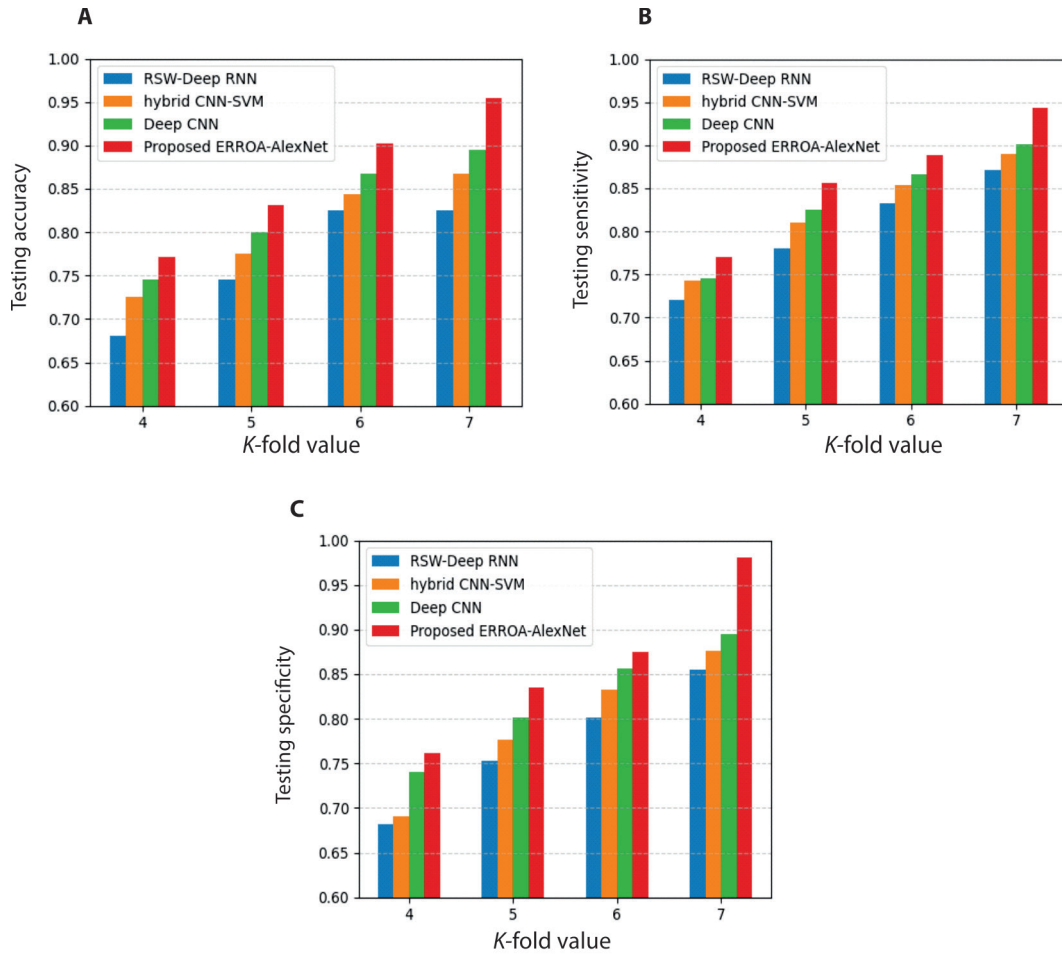 A
Testing accuracy
1.00
0.95
0.90
0.85
0.80
0.75
0.70
0.65
0.60
RSW-Deep RNN
hybrid CNN-SVM
Deep CNN
Proposed ERROA-AlexNet
4 5 6 7
K-fold value
B
Testing sensitivity
1.00
0.95
0.90
0.85
0.80
0.75
0.70
0.65
0.60
RSW-Deep RNN
hybrid CNN-SVM
Deep CNN
Proposed ERROA-AlexNet
4 5 6 7
K-fold value
C
Testing specificity
1.00
0.95
0.90
0.85
0.80
0.75
0.70
0.65
0.60
RSW-Deep RNN
hybrid CNN-SVM
Deep CNN
Proposed ERROA-AlexNet
4 5 6 7
K-fold value